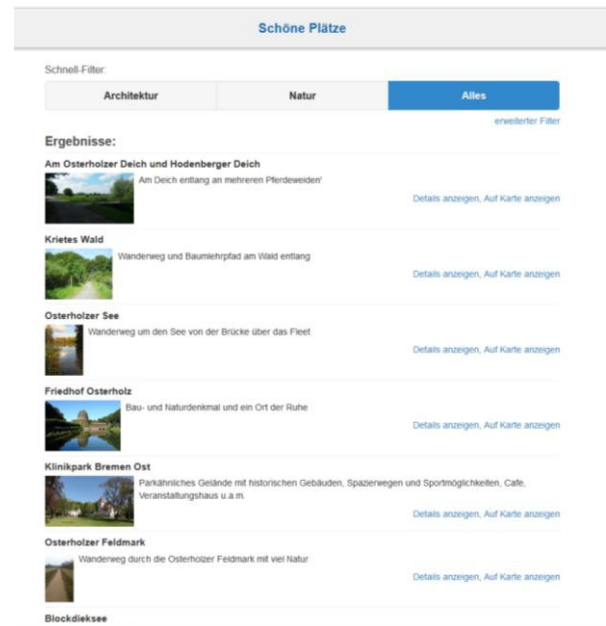 Schöne Plätze
Schnell-Filter:
Architektur
Natur
Alles
erweiterter Filter
Ergebnisse:
Am Osterholzer Deich und Hodenberger Deich
Am Deich entlang an mehreren Pferdeweiden'
Details anzeigen, Auf Karte anzeigen
Krietes Wald
Wanderweg und Baumlehrpfad am Wald entlang
Details anzeigen, Auf Karte anzeigen
Osterholzer See
Wanderweg um den See von der Brücke über das Fleet
Details anzeigen, Auf Karte anzeigen
Friedhof Osterholz
Bau- und Naturdenkmal und ein Ort der Ruhe
Details anzeigen, Auf Karte anzeigen
Klinikpark Bremen Ost
Parkähnliches Gelände mit historischen Gebäuden, Spazierwegen und Sportmöglichkeiten, Cafe,
Veranstaltungshaus u.a.m.
Details anzeigen, Auf Karte anzeigen
Osterholzer Feldmark
Wanderweg durch die Osterholzer Feldmark mit viel Natur
Details anzeigen, Auf Karte anzeigen
Blockdieksee